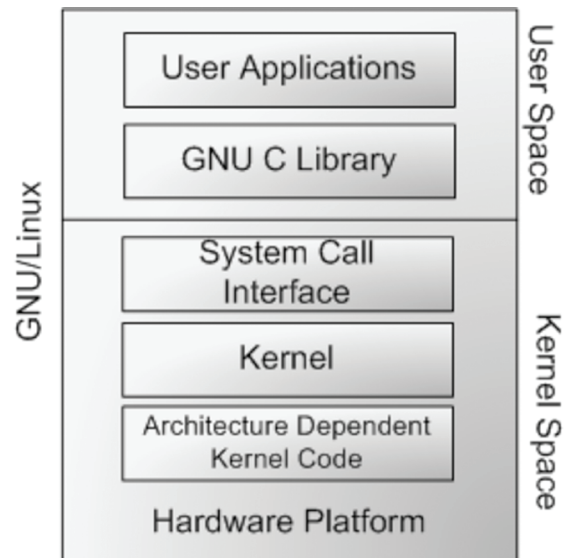 User Applications
GNU C Library
User Space
GNU/Linux
System Call
Interface
Kernel
Architecture Dependent
Kernel Code
Kernel Space
Hardware Platform